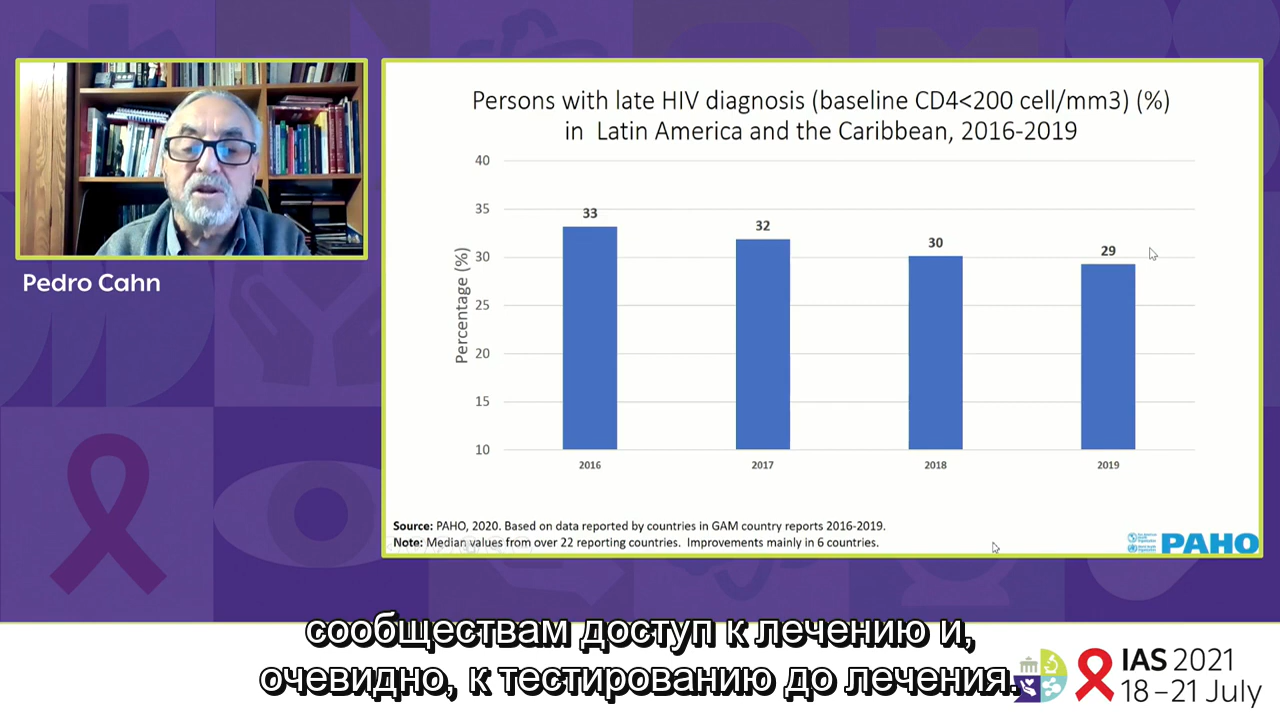 Persons with late HIV diagnosis (baseline CD4<200 cell/mm3) (%)
in Latin America and the Caribbean, 2016-2019
Pedro Cahn
Percentage (%)
40
35
30
25
20
15
10
33
32
30
29
2016
2017
2018
2019
Source: PAHO, 2020. Based on data reported by countries in GAM country reports 2016-2019.
Note: Median values from over 22 reporting countries. Improvements mainly in 6 countries.
PAHO
сообществам доступ к лечению и,
очевидно, к тестированию до лечения.
IAS 2021
18–21 July